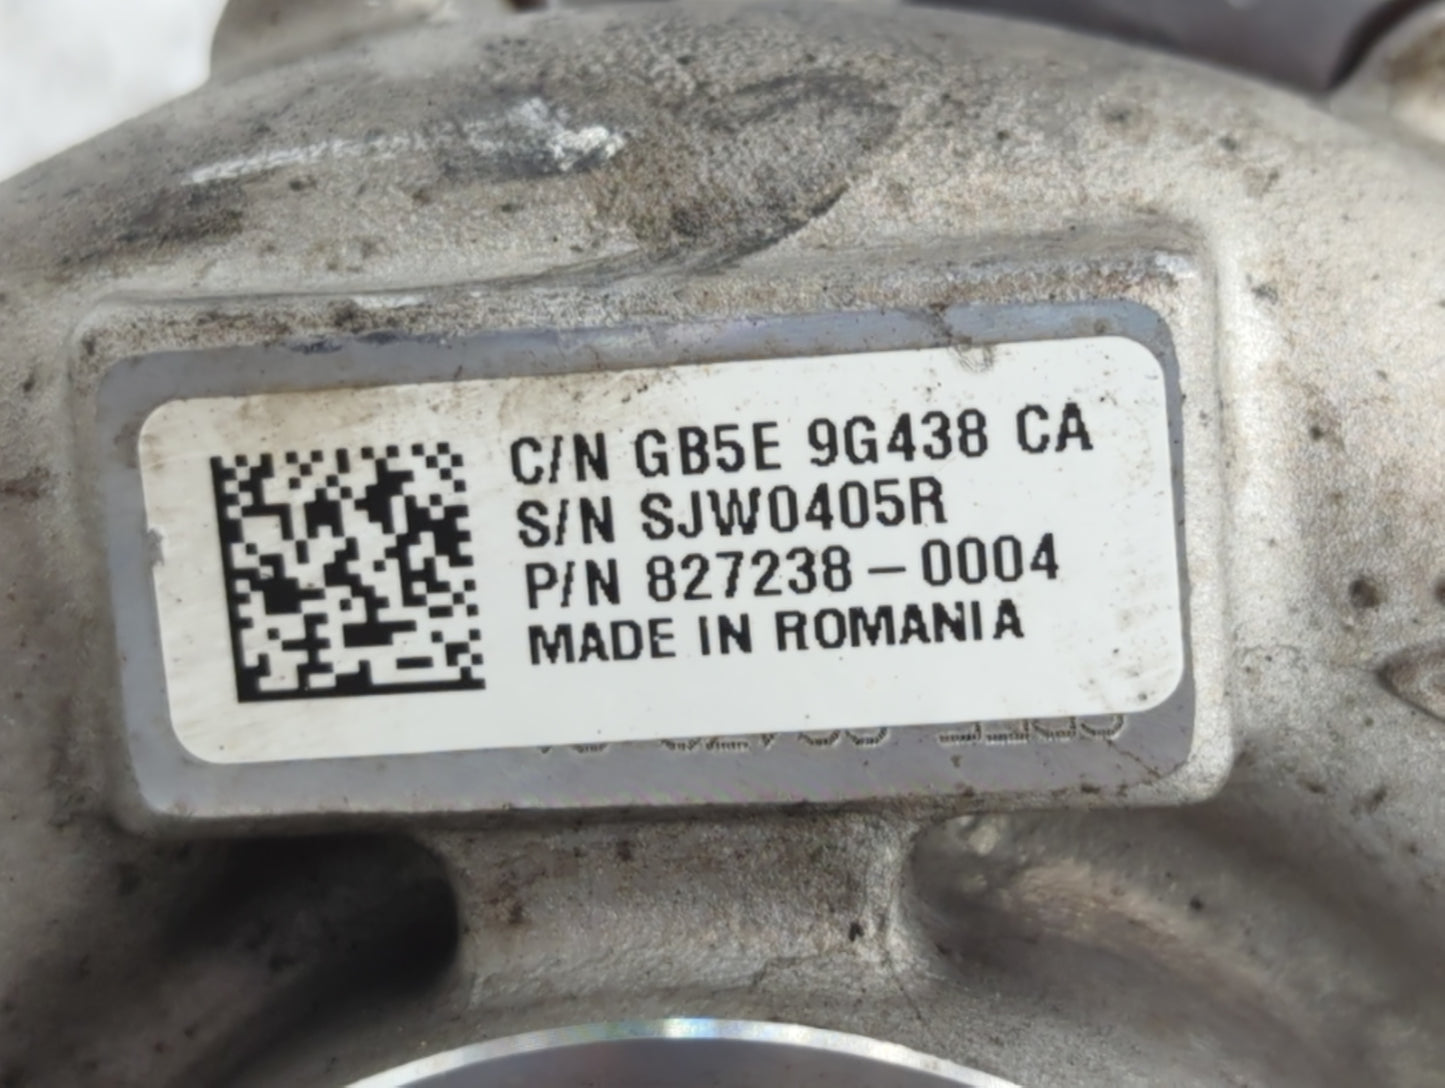 C/N GB5E 9G438 CA
S/N SJW0405R
P/N 827238-0004
MADE IN ROMANIA